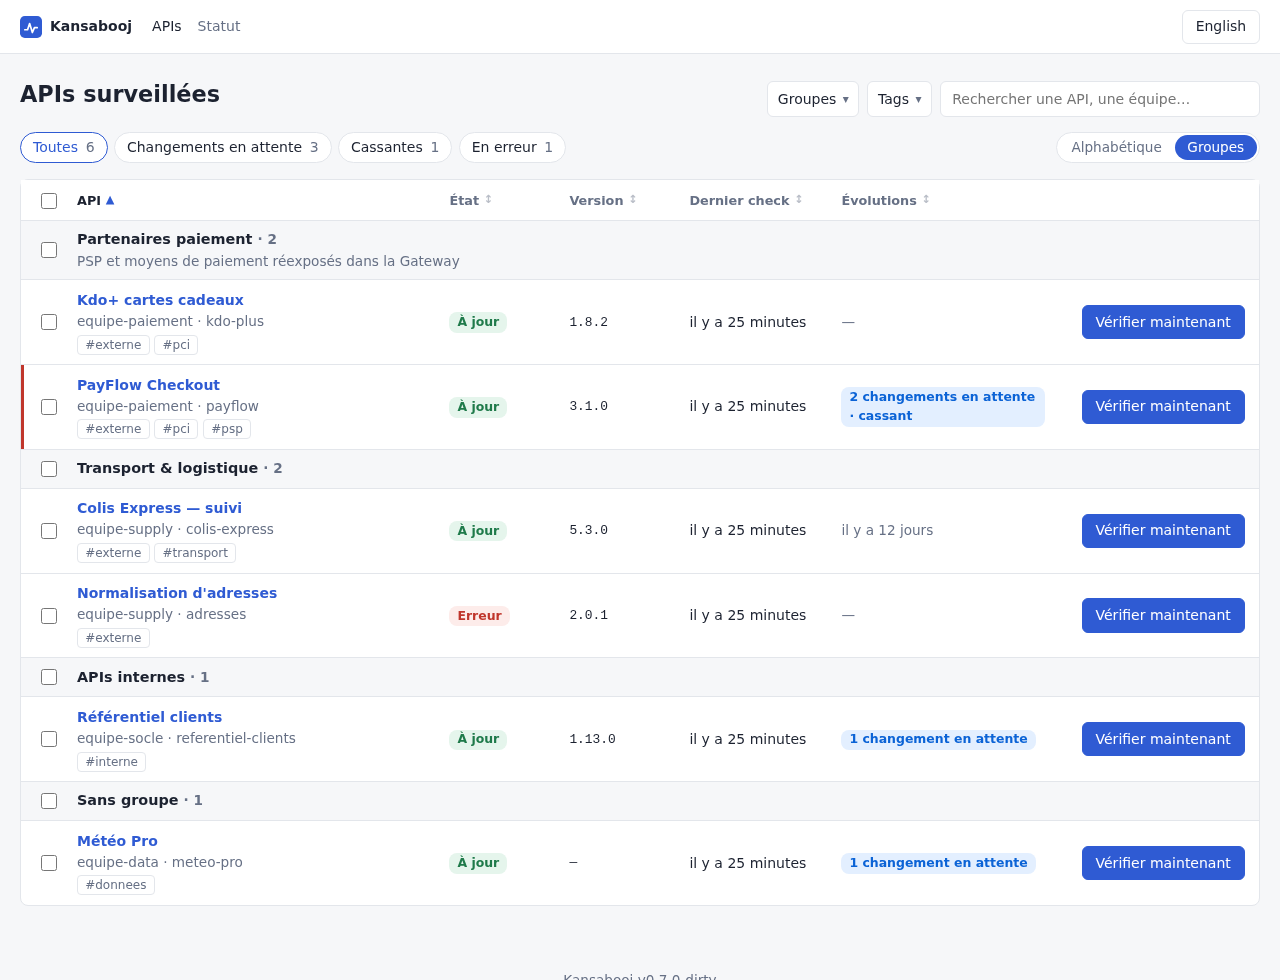 Kansabooj APIs Statut English
APIs surveillées
Groupes ▾ Tags ▾ Rechercher une API, une équipe…
Toutes 6 Changements en attente 3 Cassantes 1 En erreur 1 Alphabétique Groupes
API ▲ État ↕ Version ↕ Dernier check ↕ Évolutions ↕
Partenaires paiement · 2
PSP et moyens de paiement réexposés dans la Gateway
Kdo+ cartes cadeaux
equipe-paiement · kdo-plus
#externe #pci
À jour 1.8.2 il y a 25 minutes — Vérifier maintenant
PayFlow Checkout
equipe-paiement · payflow
#externe #pci #psp
À jour 3.1.0 il y a 25 minutes
2 changements en attente
· cassant
Vérifier maintenant
Transport & logistique · 2
Colis Express — suivi
equipe-supply · colis-express
#externe #transport
À jour 5.3.0 il y a 25 minutes il y a 12 jours Vérifier maintenant
Normalisation d'adresses
equipe-supply · adresses
#externe
Erreur 2.0.1 il y a 25 minutes — Vérifier maintenant
APIs internes · 1
Référentiel clients
equipe-socle · referentiel-clients
#interne
À jour 1.13.0 il y a 25 minutes 1 changement en attente Vérifier maintenant
Sans groupe · 1
Météo Pro
equipe-data · meteo-pro
#donnees
À jour — il y a 25 minutes 1 changement en attente Vérifier maintenant
Kansabooj v0.7.0-dirty